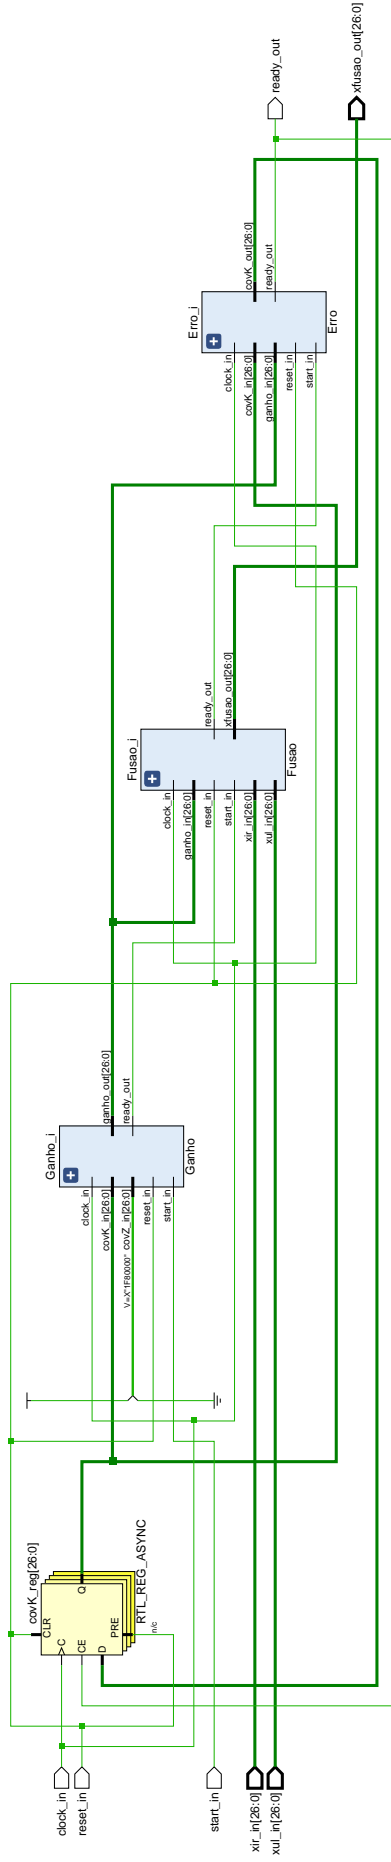 ready_out
xfusao_out[26:0]
Erro_i
covK_out[26:0]
ready_out
clock_in
covK_in[26:0]
ganho_in[26:0]
reset_in
start_in
Erro
Fusao_i
ready_out
xfusao_out[26:0]
clock_in
ganho_in[26:0]
reset_in
start_in
xir_in[26:0]
xul_in[26:0]
Fusao
Ganho_i
ganho_out[26:0]
ready_out
clock_in
covK_in[26:0]
V=X"1F80000" covZ_in[26:0]
reset_in
start_in
Ganho
covK_reg[26:0]
CLR
C
CE
D
Q
PRE
n/c
RTL_REG_ASYNC
clock_in
reset_in
start_in
xir_in[26:0]
xul_in[26:0]